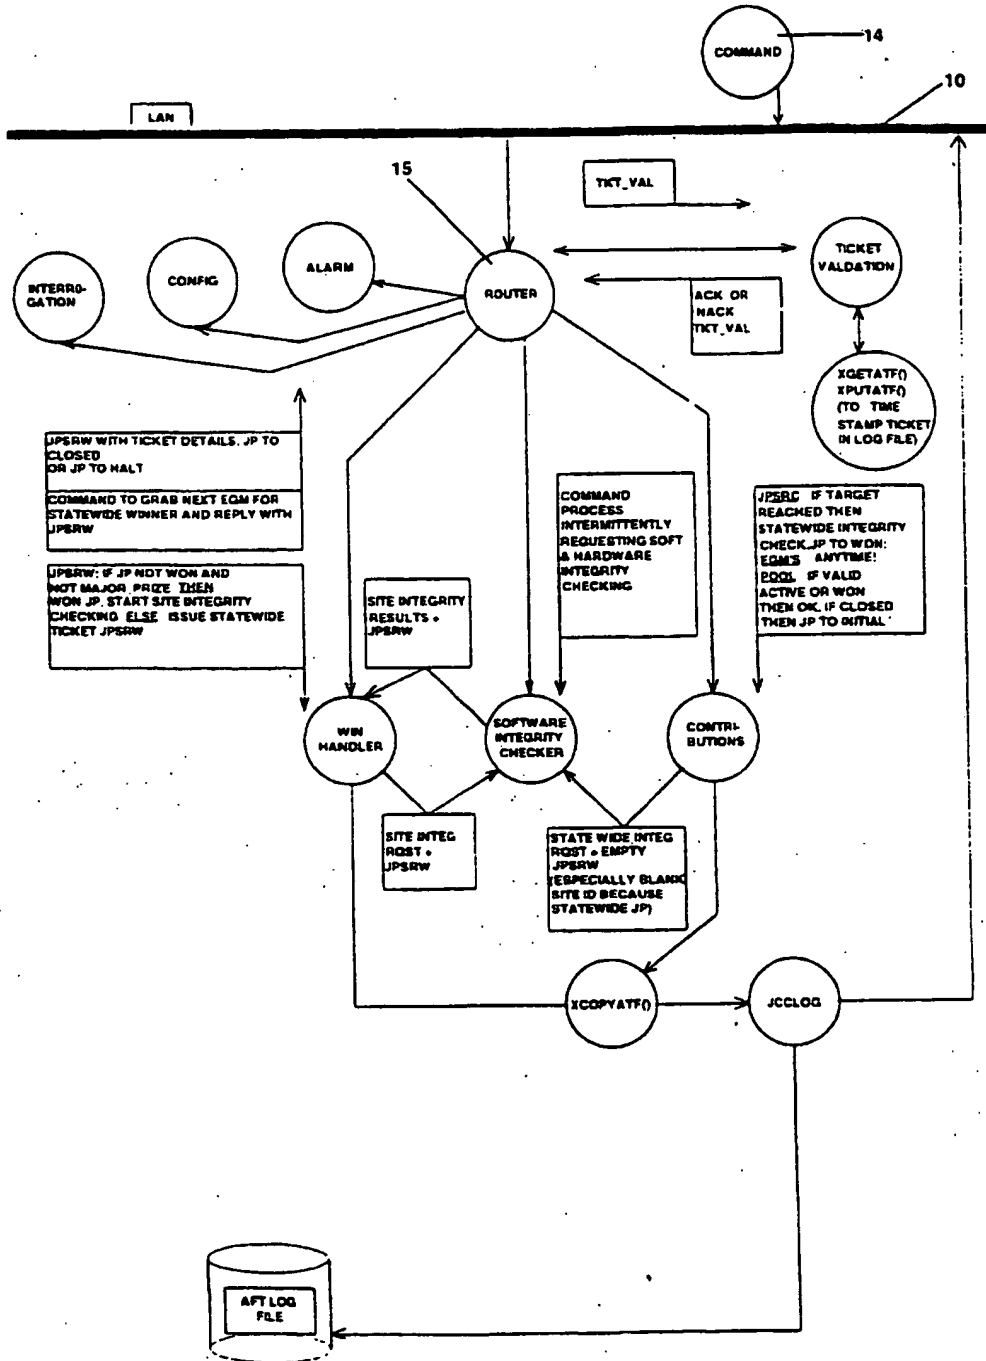 COMMAND
14
10
LAN
15
TKT_VAL
INTERRO-
GATION
CONFIG
ALARM
ROUTER
TICKET
VALDATION
ACK OR
NACK
TKT_VAL
XGETATF()
XPUTATF()
(TO TIME
STAMP TICKET
IN LOG FILE)
JPSRW WITH TICKET DETAILS. JP TO
CLOSED
OR JP TO HALT
COMMAND TO GRAB NEXT EGM FOR
STATEWIDE WINNER AND REPLY WITH
JPSRW
JPSRW: IF JP NOT WON AND
NOT MAJOR PRIZE THEN
WON JP. START SITE INTEGRITY
CHECKING ELSE ISSUE STATEWIDE
TICKET JPSRW
SITE INTEGRITY
RESULTS +
JPSRW
COMMAND
PROCESS
INTERMITTENTLY
REQUESTING SOFT
& HARDWARE
INTEGRITY
CHECKING
JPSRC IF TARGET
REACHED THEN
STATEWIDE INTEGRITY
CHECK.JP TO WON:
EGM'S ANYTIME!
POOL IF VALID
ACTIVE OR WON
THEN OK. IF CLOSED
THEN JP TO INITIAL
WIN
HANDLER
SOFTWARE
INTEGRITY
CHECKER
CONTRI-
BUTIONS
SITE INTEG
RQST +
JPSRW
STATE WIDE INTEG
RQST + EMPTY
JPSRW
(ESPECIALLY BLANK
SITE ID BECAUSE
STATEWIDE JP)
XCOPYATF()
JCCLOG
AFT LOG
FILE